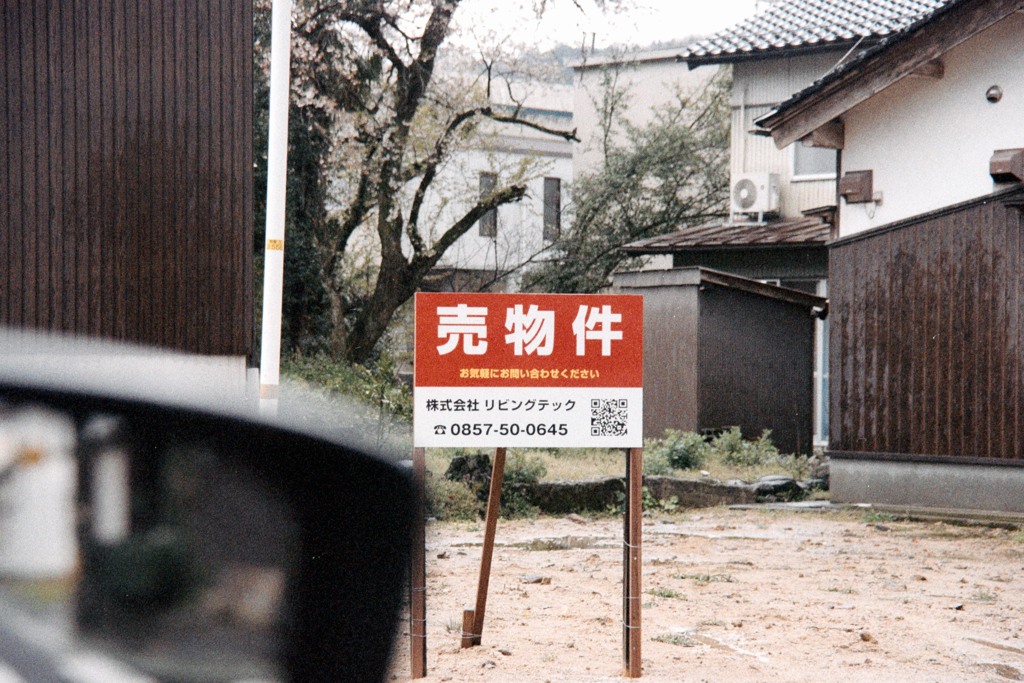 売物件
お気軽にお問い合わせください
株式会社 リビングテック
☎0857-50-0645